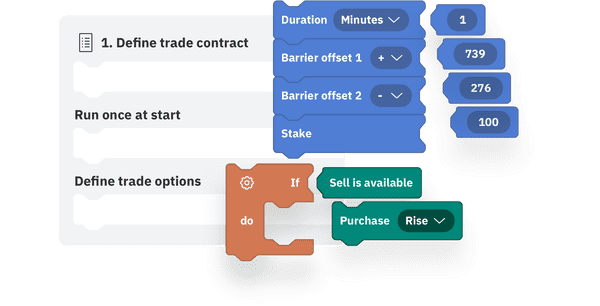 1. Define trade contract
Run once at start
Define trade options
Duration Minutes 1
Barrier offset 1 + 739
Barrier offset 2 - 276
Stake 100
If Sell is available
do Purchase Rise